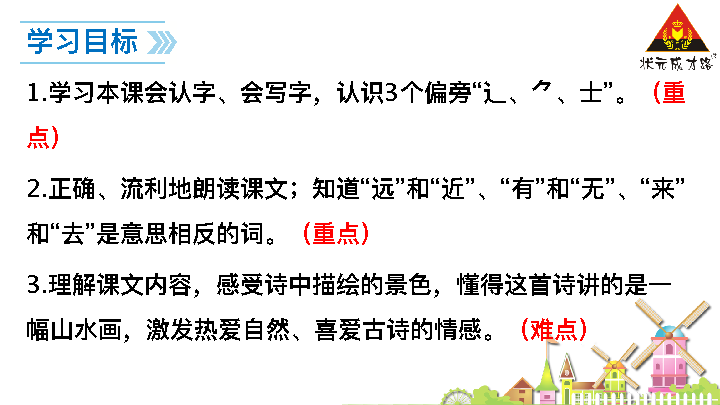 学习目标
状元成才路
1.学习本课会认字、会写字，认识3个偏旁“辶、⺈、士”。（重
点）
2.正确、流利地朗读课文；知道“远”和“近”、“有”和“无”、“来”
和“去”是意思相反的词。（重点）
3.理解课文内容，感受诗中描绘的景色，懂得这首诗讲的是一
幅山水画，激发热爱自然、喜爱古诗的情感。（难点）